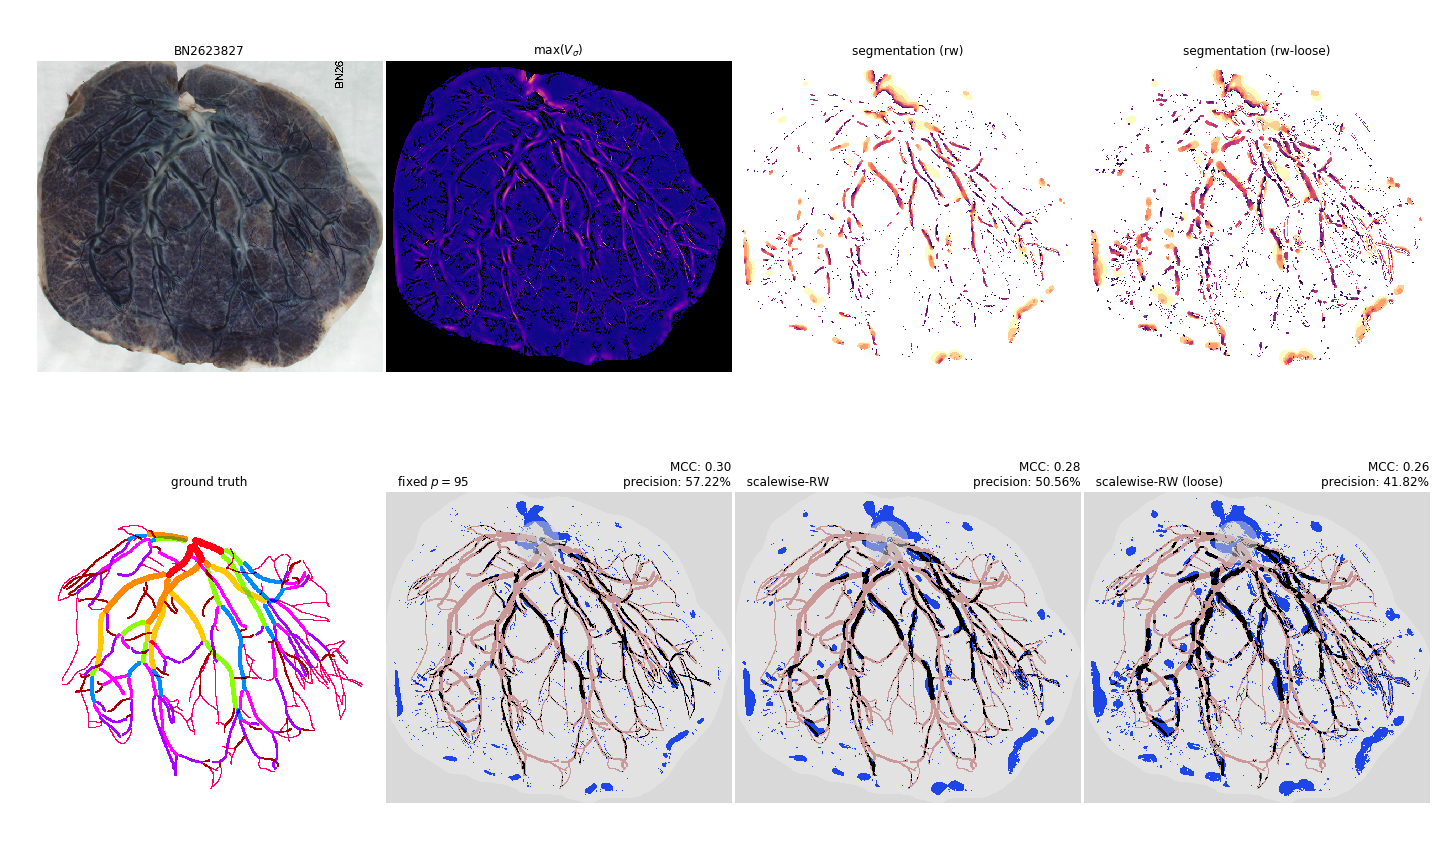 BN2623827
max(Vσ)
segmentation (rw)
segmentation (rw-loose)
BN26
ground truth
fixed p = 95
MCC: 0.30
precision: 57.22%
scalewise-RW
MCC: 0.28
precision: 50.56%
scalewise-RW (loose)
MCC: 0.26
precision: 41.82%